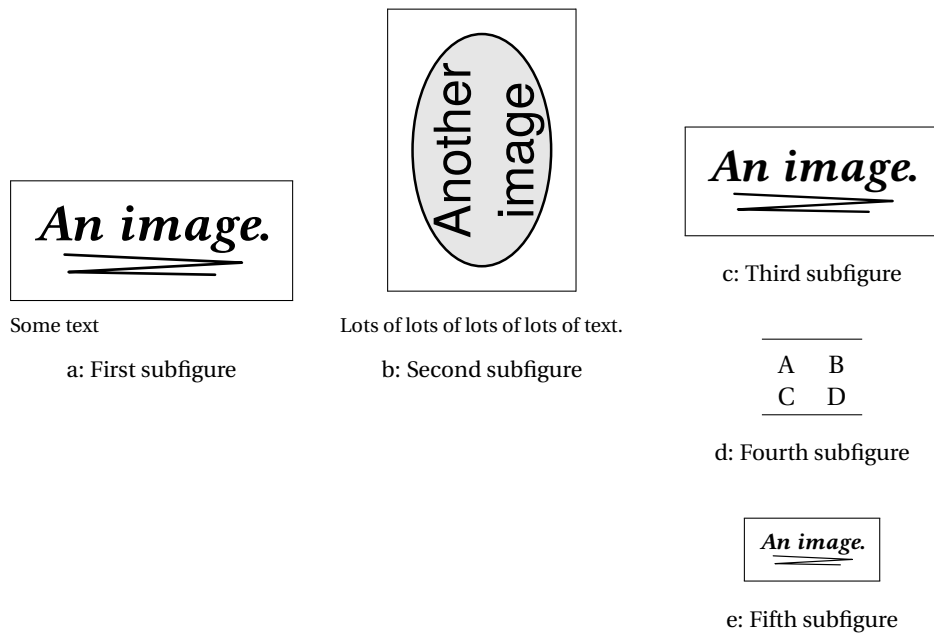 An image.
Some text
a: First subfigure
Another
image
Lots of lots of lots of lots of text.
b: Second subfigure
An image.
c: Third subfigure
A B
C D
d: Fourth subfigure
An image.
e: Fifth subfigure